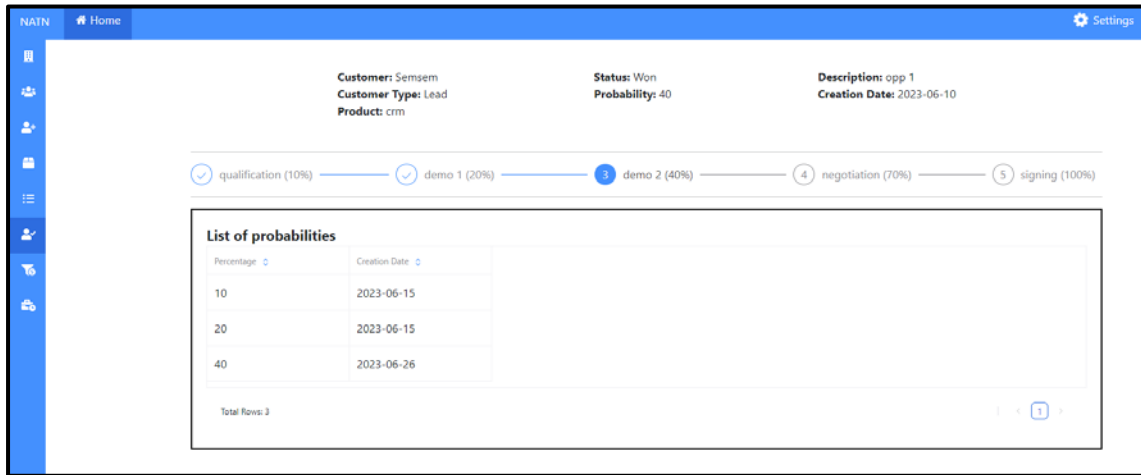 NATN Home Settings
Customer: Semsem Status: Won Description: opp 1
Customer Type: Lead Probability: 40 Creation Date: 2023-06-10
Product: crm
qualification (10%) demo 1 (20%) 3 demo 2 (40%) 4 negotiation (70%) 5 signing (100%)
List of probabilities
Percentage Creation Date
10 2023-06-15
20 2023-06-15
40 2023-06-26
Total Rows: 3 1